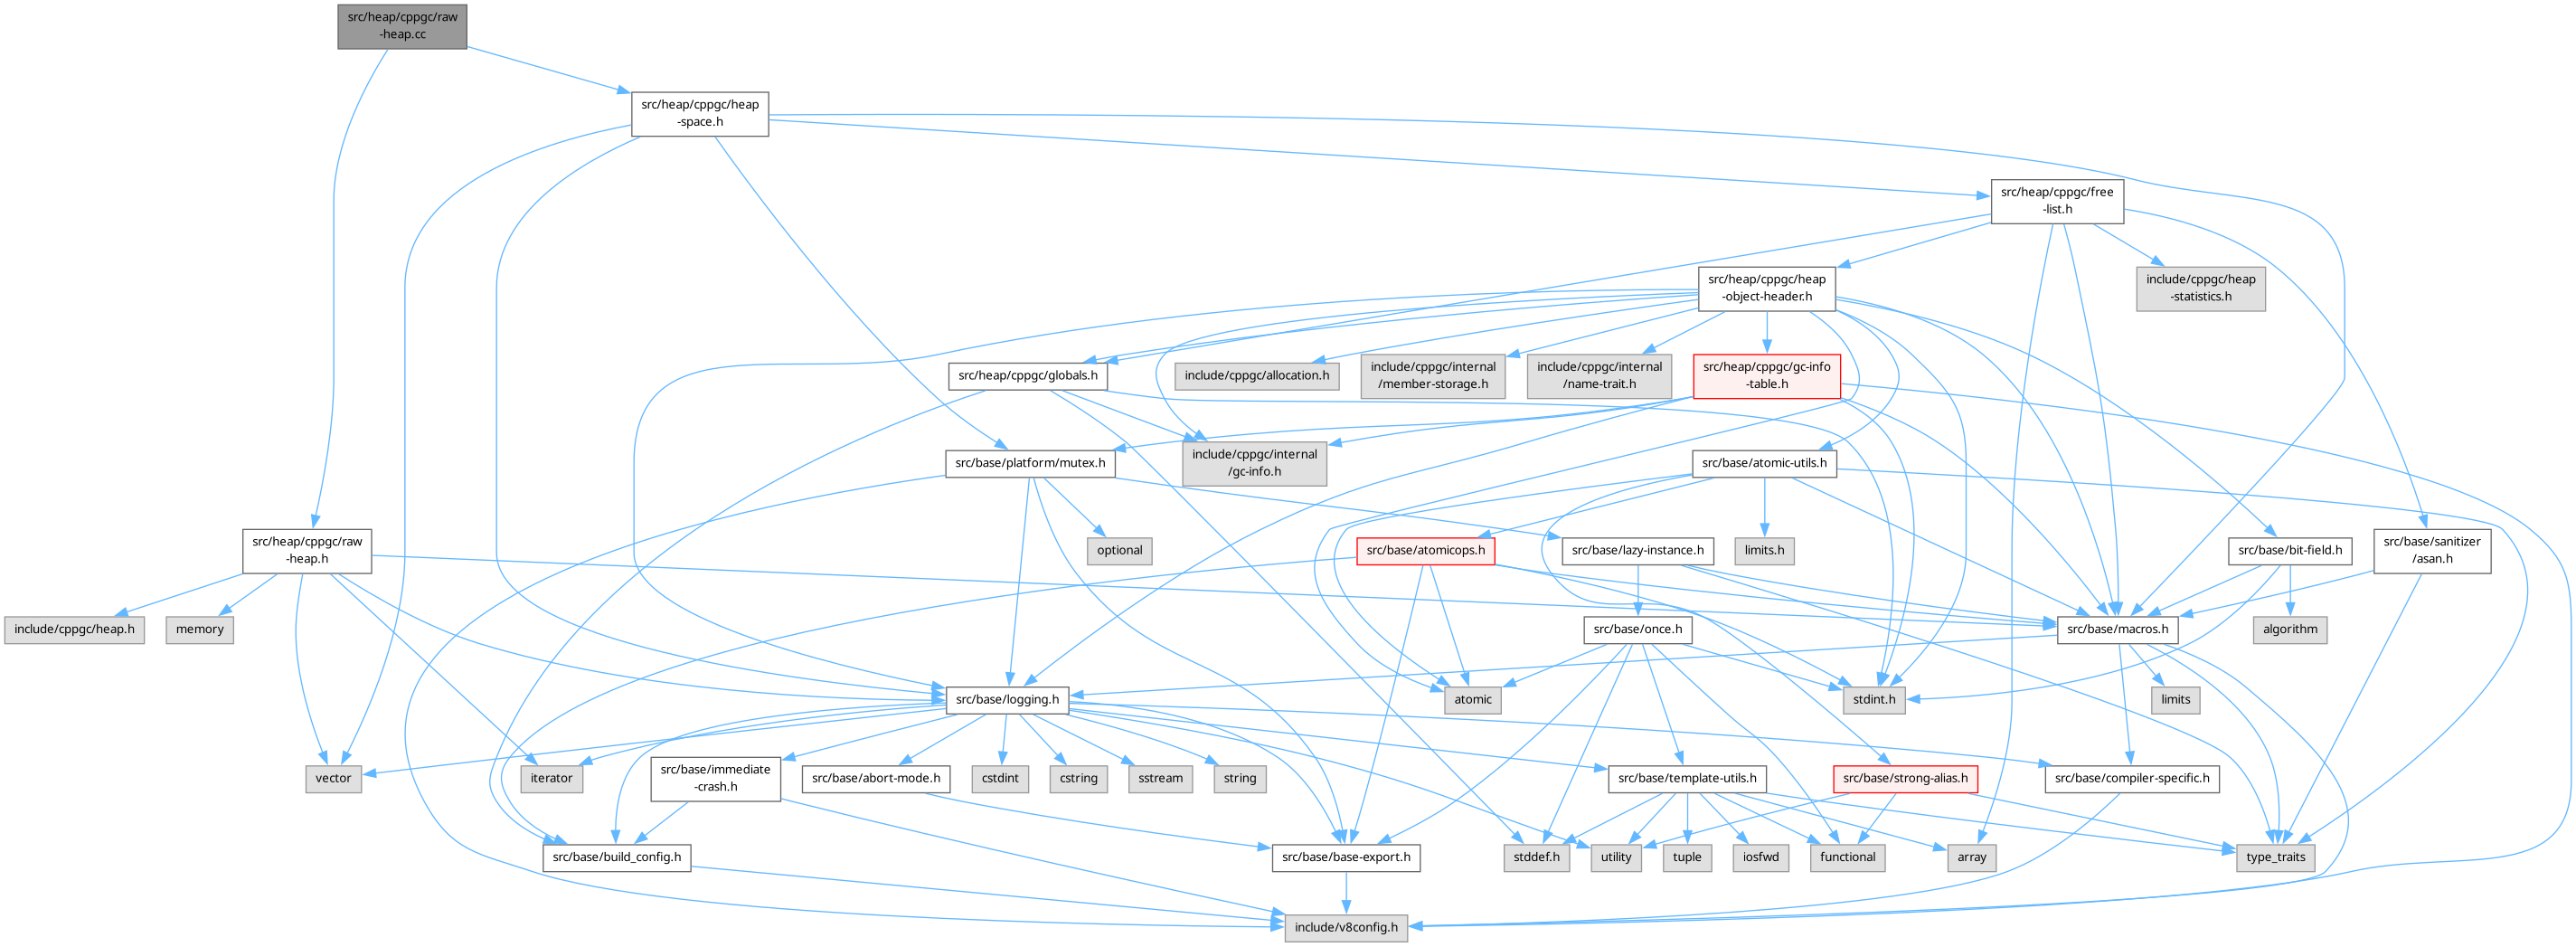 src/heap/cppgc/raw
-heap.cc
src/heap/cppgc/heap
-space.h
src/heap/cppgc/free
-list.h
src/heap/cppgc/heap
-object-header.h
include/cppgc/heap
-statistics.h
src/heap/cppgc/globals.h
include/cppgc/allocation.h
include/cppgc/internal
/member-storage.h
include/cppgc/internal
/name-trait.h
src/heap/cppgc/gc-info
-table.h
src/base/platform/mutex.h
include/cppgc/internal
/gc-info.h
src/base/atomic-utils.h
src/heap/cppgc/raw
-heap.h
optional
src/base/atomicops.h
limits.h
src/base/lazy-instance.h
src/base/bit-field.h
src/base/sanitizer
/asan.h
include/cppgc/heap.h
memory
src/base/once.h
src/base/macros.h
algorithm
src/base/logging.h
atomic
stdint.h
limits
vector
iterator
src/base/immediate
-crash.h
src/base/abort-mode.h
cstdint
cstring
sstream
string
src/base/template-utils.h
src/base/strong-alias.h
src/base/compiler-specific.h
src/base/build_config.h
src/base/base-export.h
stddef.h
utility
tuple
iosfwd
functional
array
type_traits
include/v8config.h